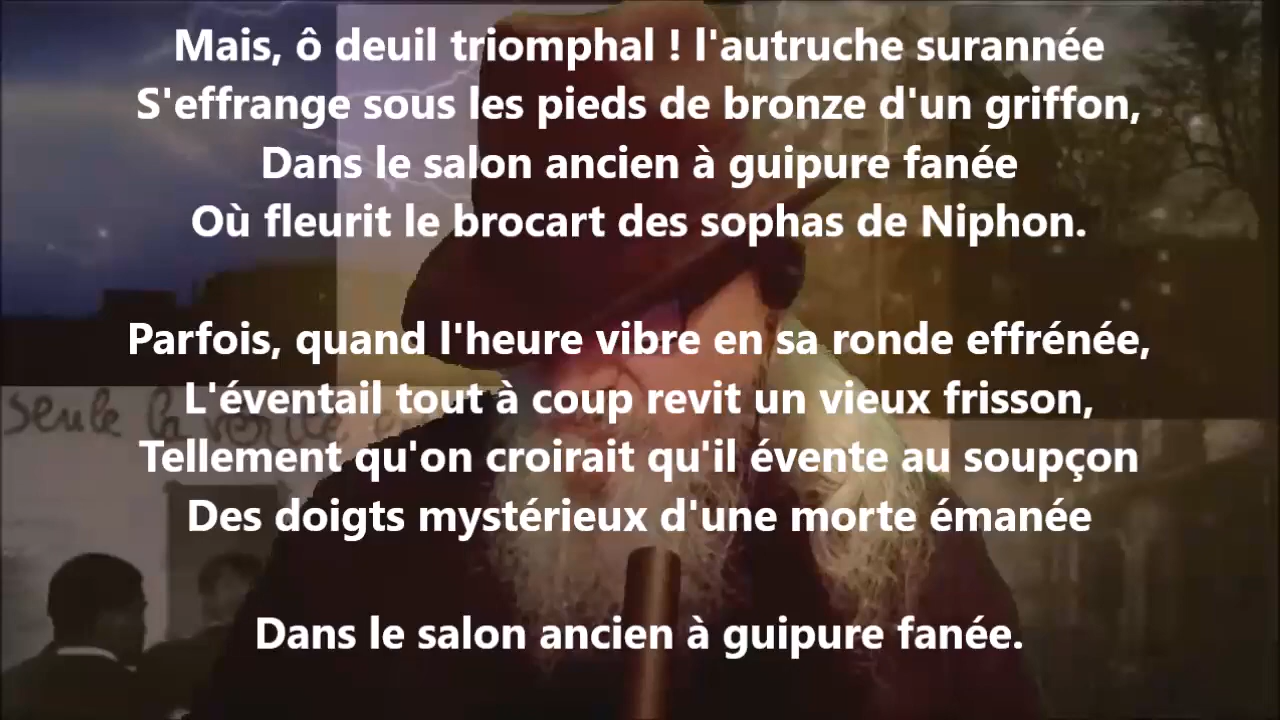 Mais, ô deuil triomphal ! l'autruche surannée
S'effrange sous les pieds de bronze d'un griffon,
Dans le salon ancien à guipure fanée
Où fleurit le brocart des sophas de Niphon.
Parfois, quand l'heure vibre en sa ronde effrénée,
L'éventail tout à coup revit un vieux frisson,
Tellement qu'on croirait qu'il évente au soupçon
Des doigts mystérieux d'une morte émanée
Dans le salon ancien à guipure fanée.
seule la vérité